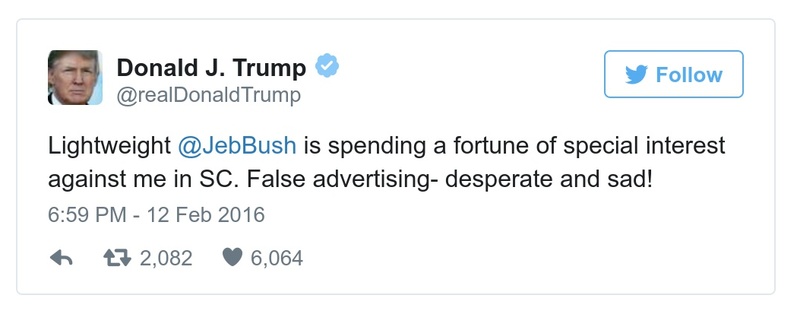 Donald J. Trump
@realDonaldTrump
Follow
Lightweight @JebBush is spending a fortune of special interest
against me in SC. False advertising- desperate and sad!
6:59 PM - 12 Feb 2016
2,082 6,064